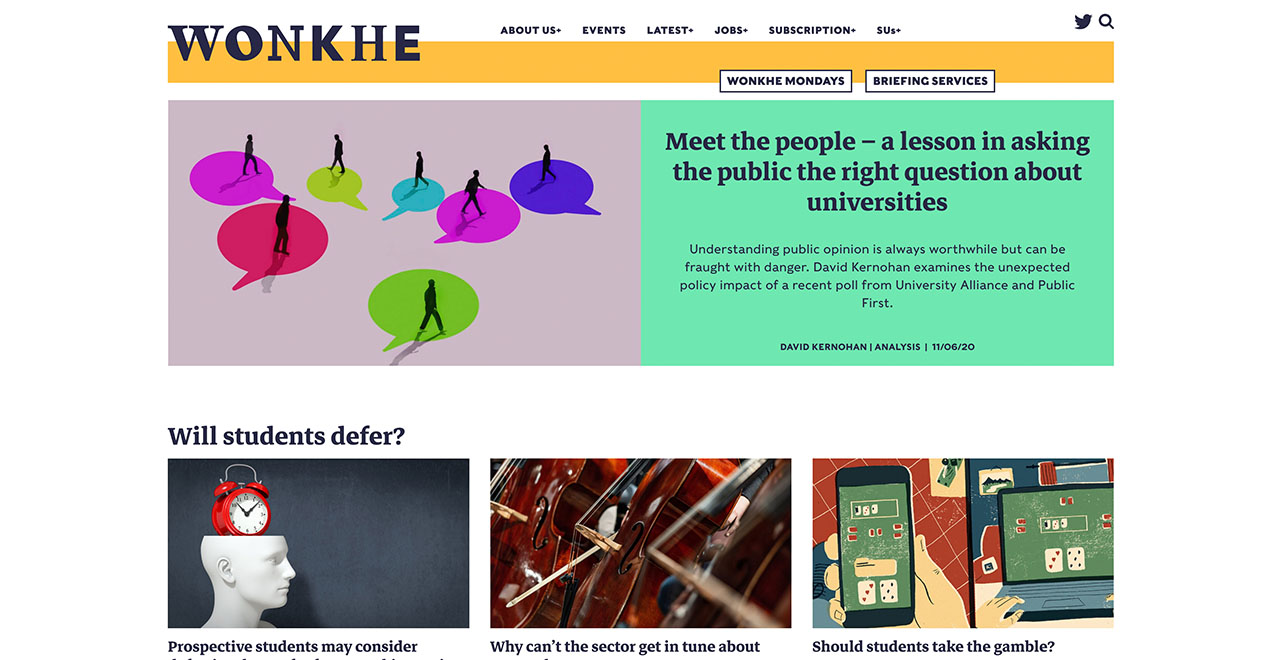 WONKHE
ABOUT US+ EVENTS LATEST+ JOBS+ SUBSCRIPTION+ SUs+
WONKHE MONDAYS BRIEFING SERVICES
Meet the people – a lesson in asking
the public the right question about
universities
Understanding public opinion is always worthwhile but can be
fraught with danger. David Kernohan examines the unexpected
policy impact of a recent poll from University Alliance and Public
First.
DAVID KERNOHAN | ANALYSIS | 11/06/20
Will students defer?
Prospective students may consider
Why can’t the sector get in tune about
Should students take the gamble?